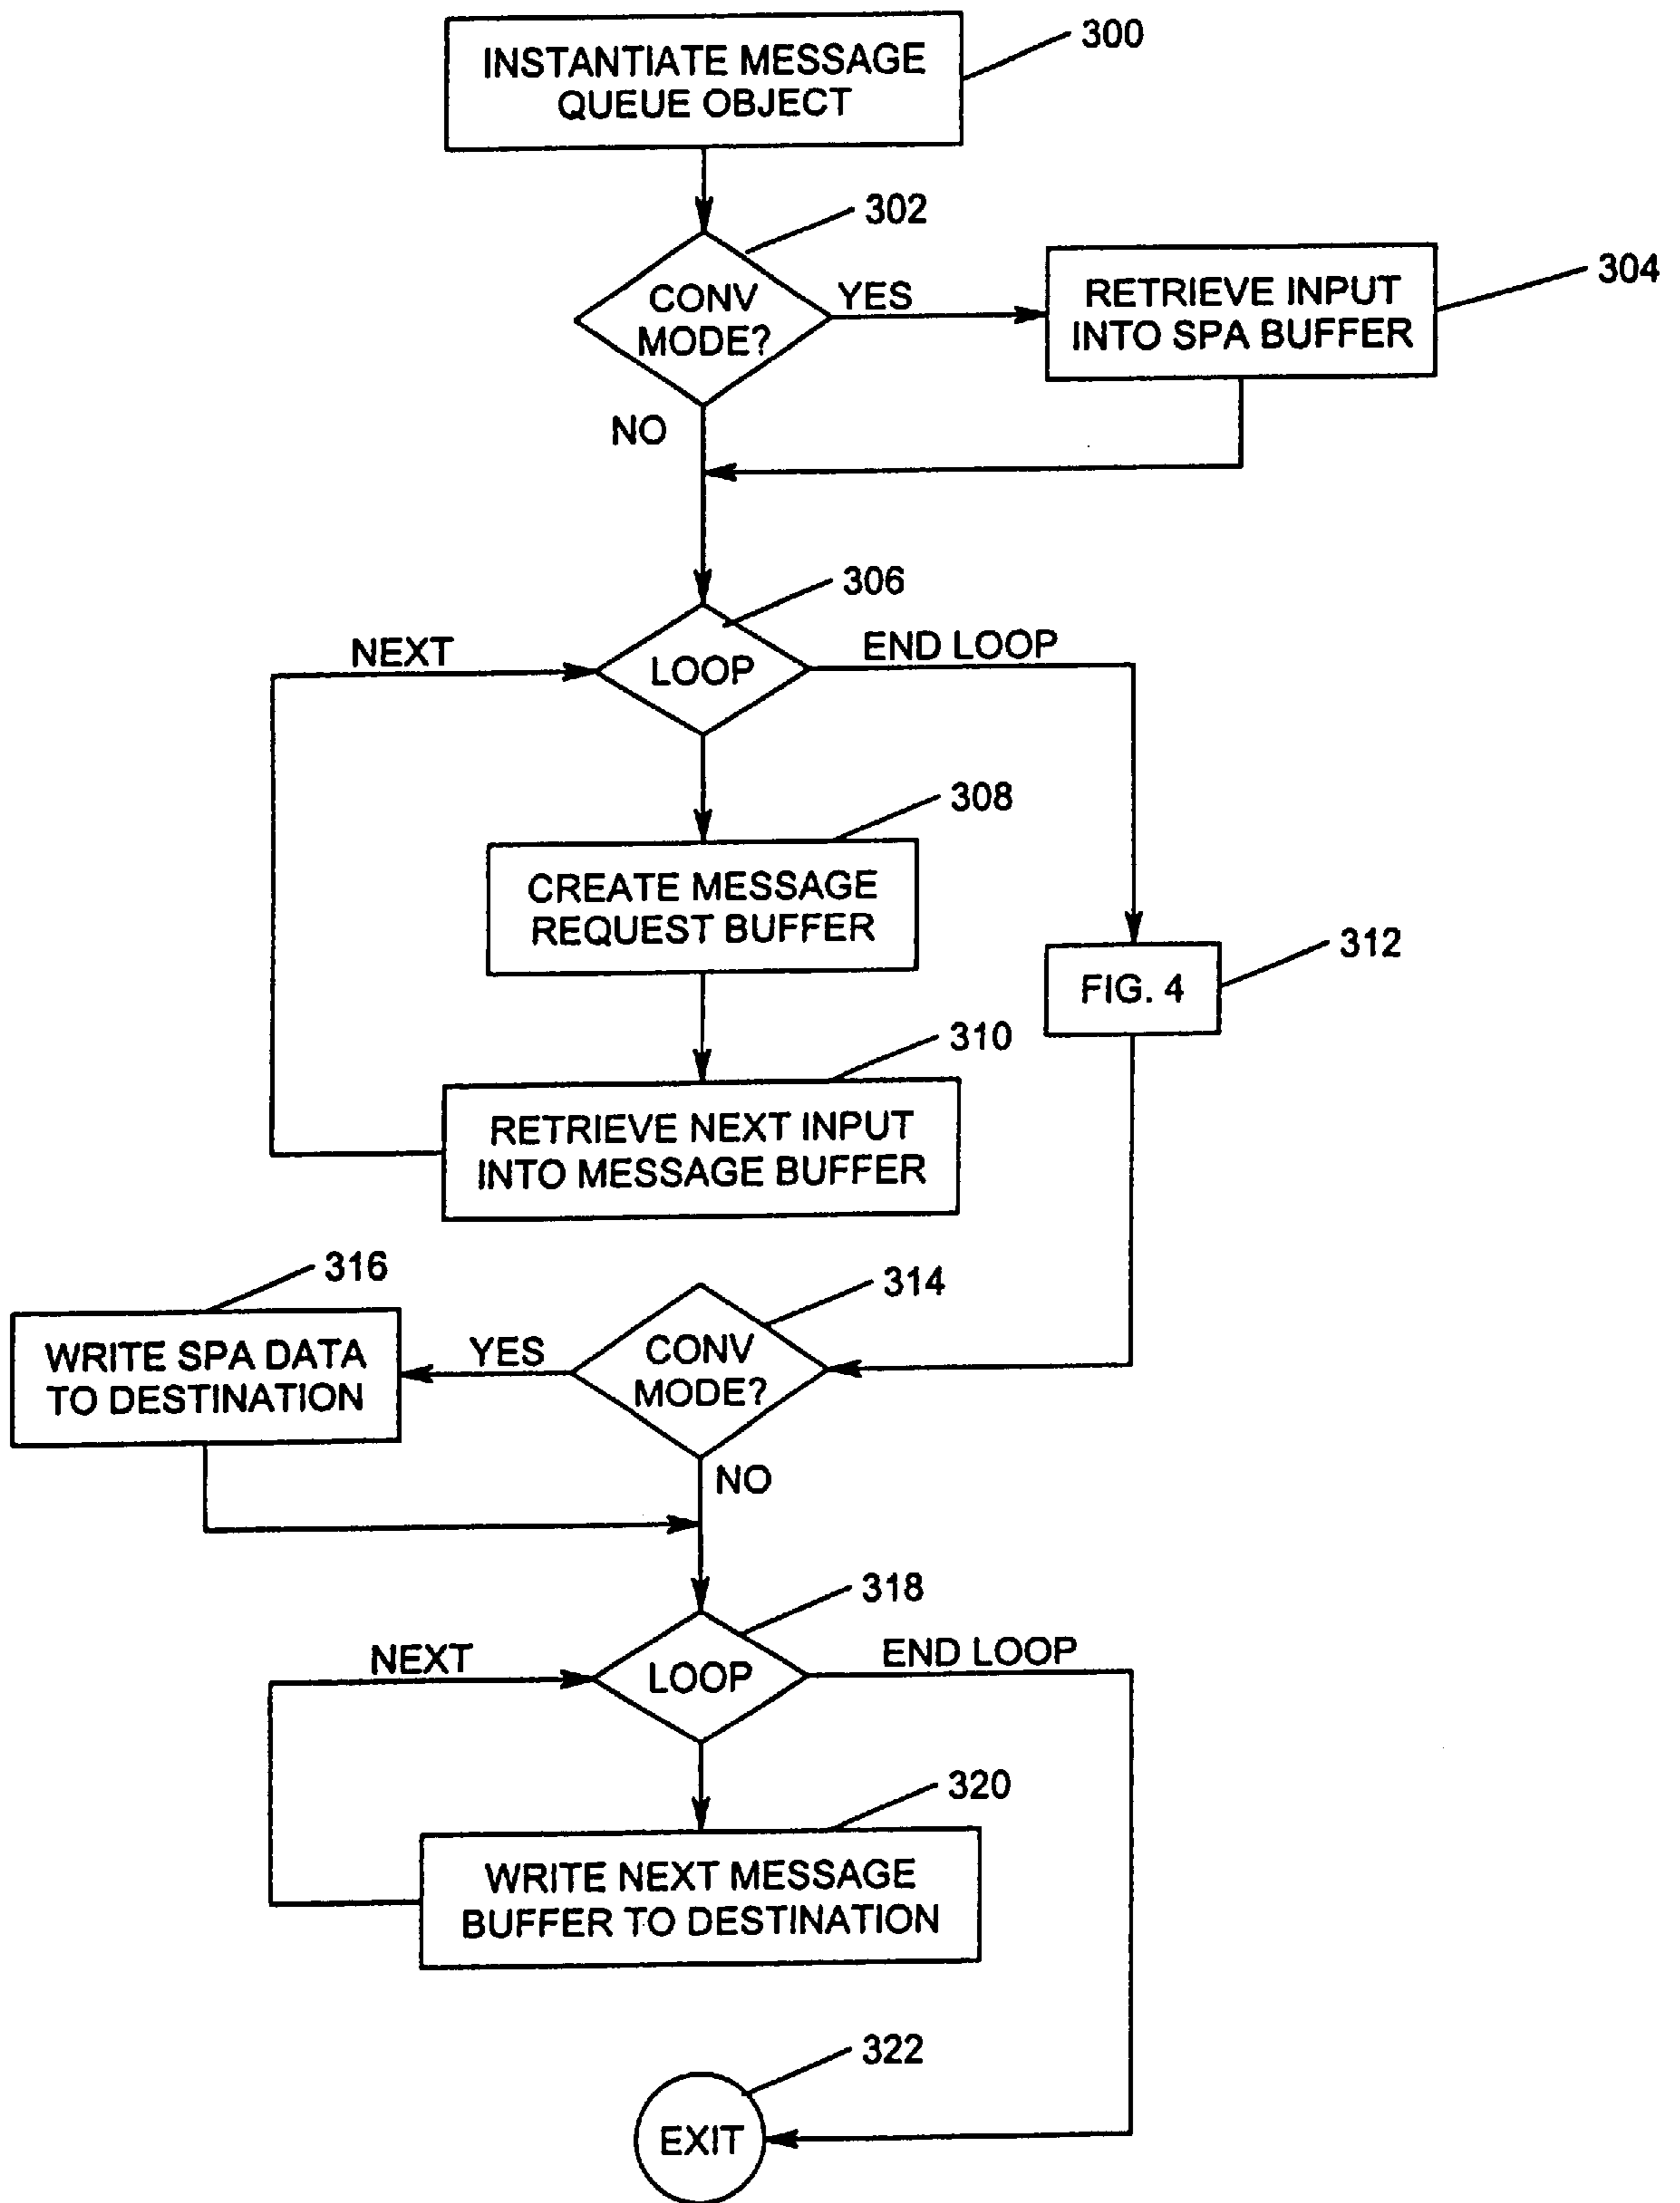 INSTANTIATE MESSAGE
QUEUE OBJECT
300
302
CONV
MODE?
YES
RETRIEVE INPUT
INTO SPA BUFFER
304
NO
306
NEXT
LOOP
END LOOP
308
CREATE MESSAGE
REQUEST BUFFER
FIG. 4
312
310
RETRIEVE NEXT INPUT
INTO MESSAGE BUFFER
316
314
WRITE SPA DATA
TO DESTINATION
YES
CONV
MODE?
NO
318
NEXT
LOOP
END LOOP
320
WRITE NEXT MESSAGE
BUFFER TO DESTINATION
322
EXIT